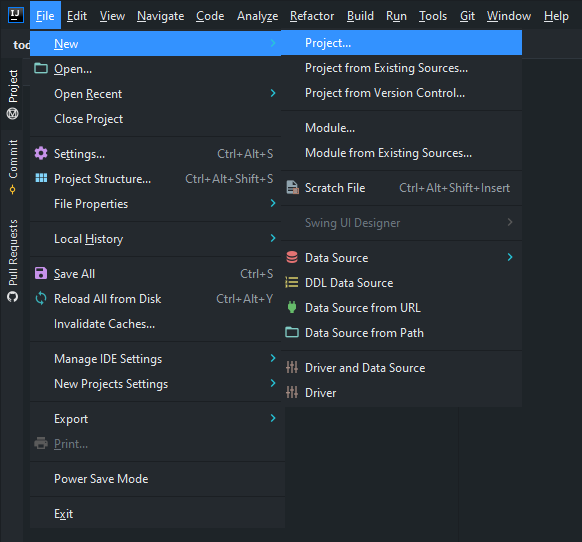 IJ File Edit View Navigate Code Analyze Refactor Build Run Tools Git Window Help
tod
Project
Commit
Pull Requests
New
Open...
Open Recent
Close Project
Settings... Ctrl+Alt+S
Project Structure... Ctrl+Alt+Shift+S
File Properties
Local History
Save All Ctrl+S
Reload All from Disk Ctrl+Alt+Y
Invalidate Caches...
Manage IDE Settings
New Projects Settings
Export
Print...
Power Save Mode
Exit
Project...
Project from Existing Sources...
Project from Version Control...
Module...
Module from Existing Sources...
Scratch File Ctrl+Alt+Shift+Insert
Swing UI Designer
Data Source
DDL Data Source
Data Source from URL
Data Source from Path
Driver and Data Source
Driver